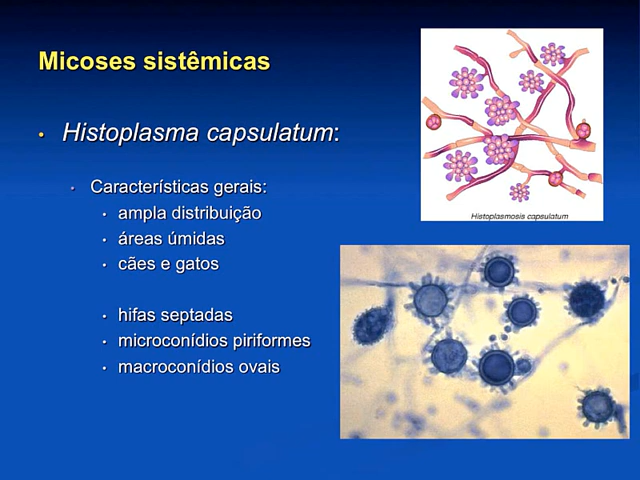 Micoses sistêmicas
• Histoplasma capsulatum:
• Características gerais:
• ampla distribuição
• áreas úmidas
• cães e gatos
• hifas septadas
• microconídios piriformes
• macroconídios ovais
Histoplasmosis capsulatum